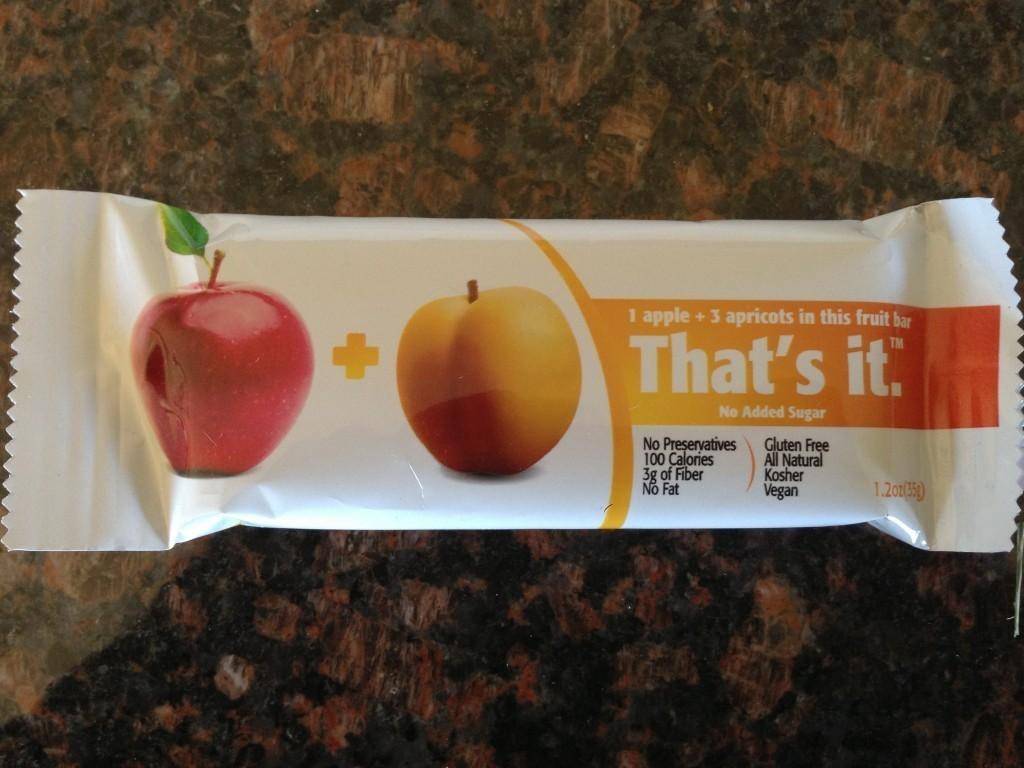 1 apple + 3 apricots in this fruit bar
That's it.™
No Added Sugar
No Preservatives
100 Calories
3g of Fiber
No Fat
Gluten Free
All Natural
Kosher
Vegan
1.2oz(35g)